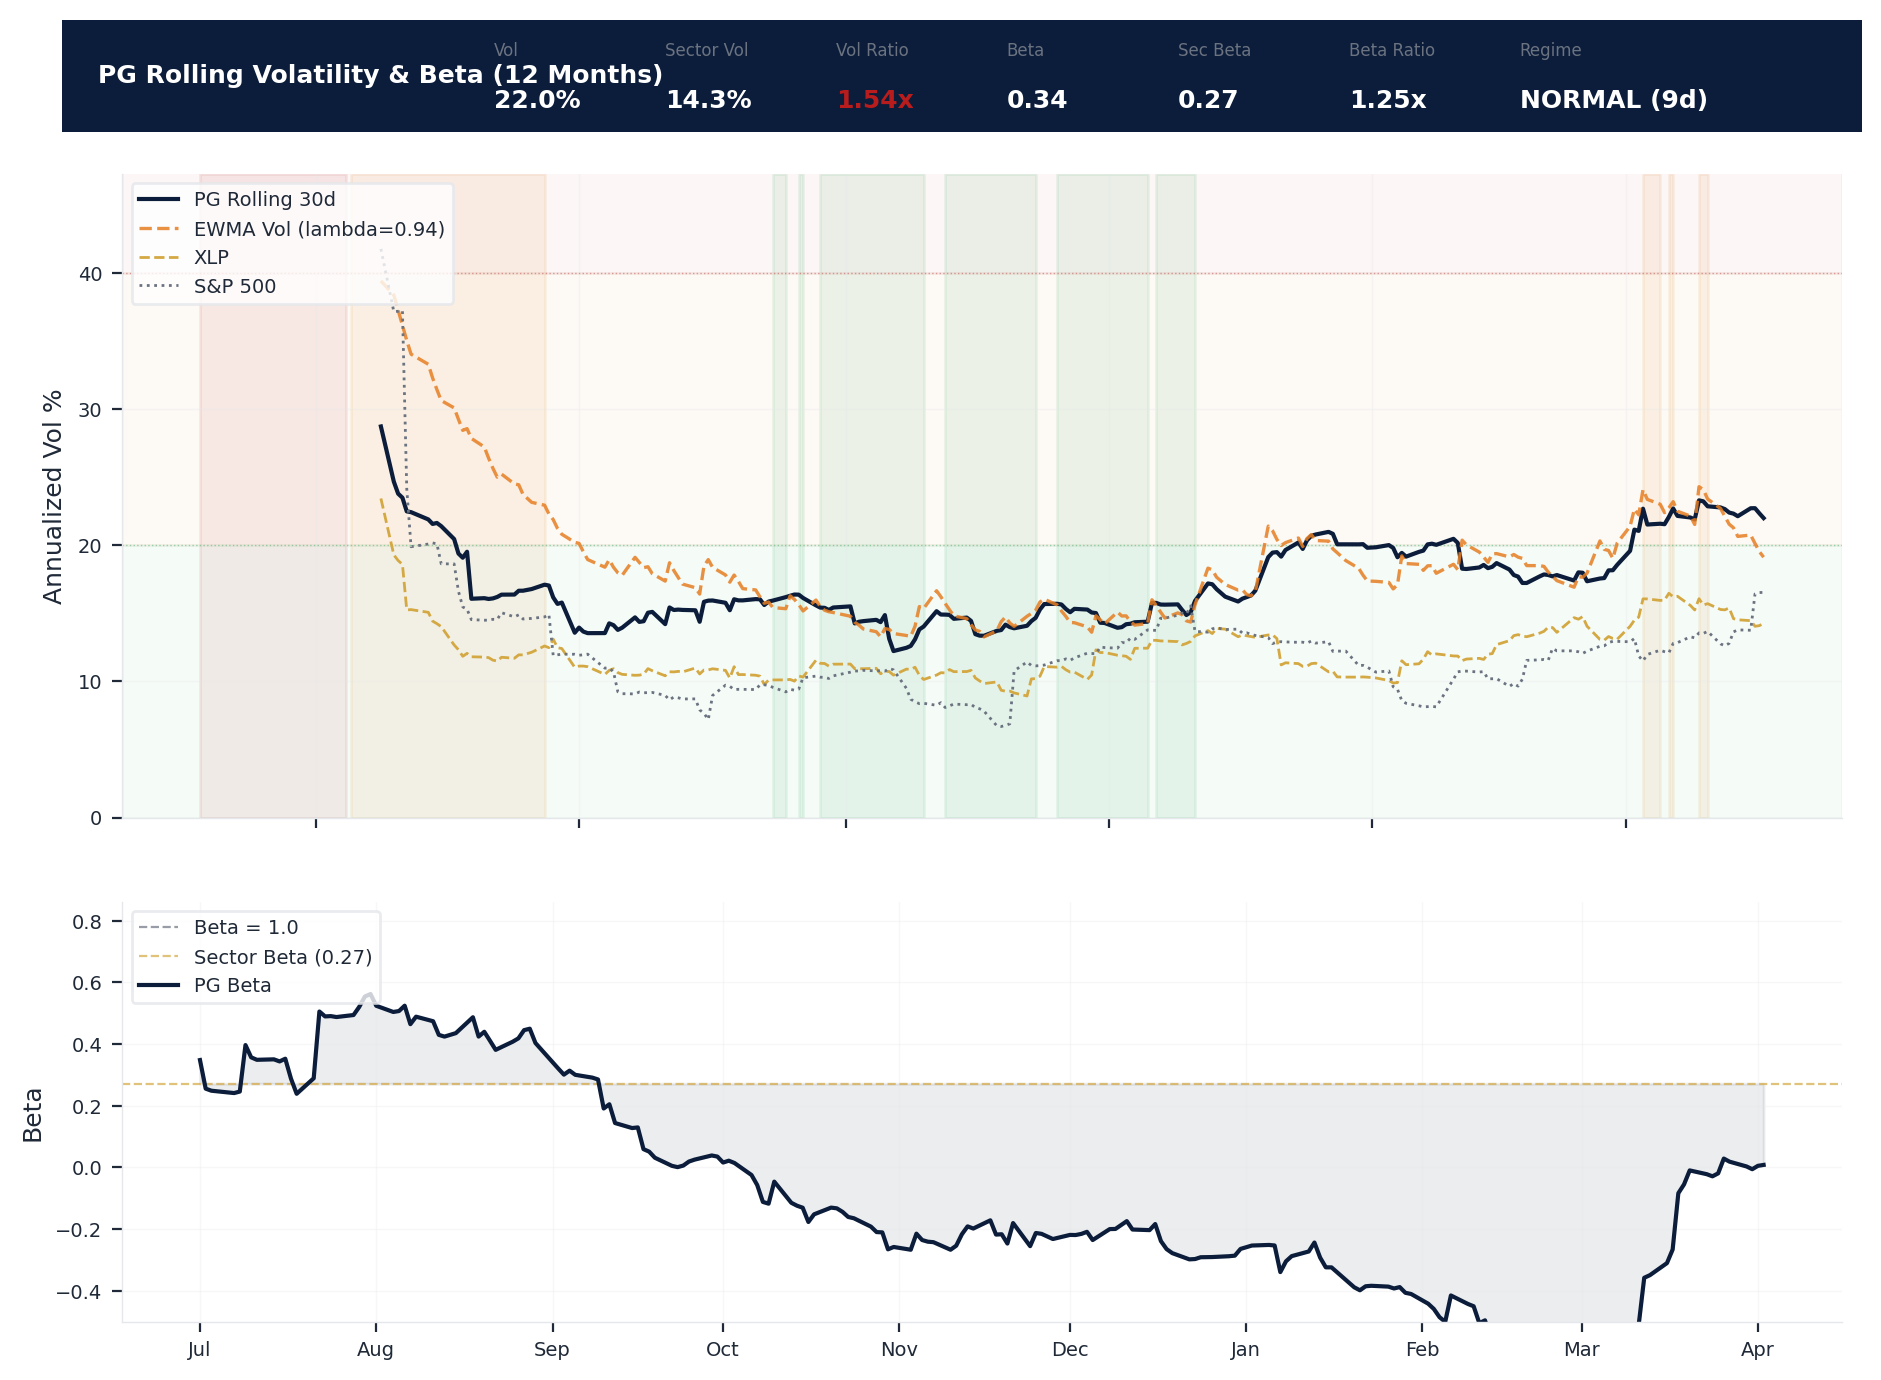 PG Rolling Volatility & Beta (12 Months)
Vol
22.0%
Sector Vol
14.3%
Vol Ratio
1.54x
Beta
0.34
Sec Beta
0.27
Beta Ratio
1.25x
Regime
NORMAL (9d)
PG Rolling 30d
EWMA Vol (lambda=0.94)
XLP
S&P 500
Annualized Vol %
40
30
20
10
0
Beta = 1.0
Sector Beta (0.27)
PG Beta
Beta
0.8
0.6
0.4
0.2
0.0
−0.2
−0.4
Jul Aug Sep Oct Nov Dec Jan Feb Mar Apr